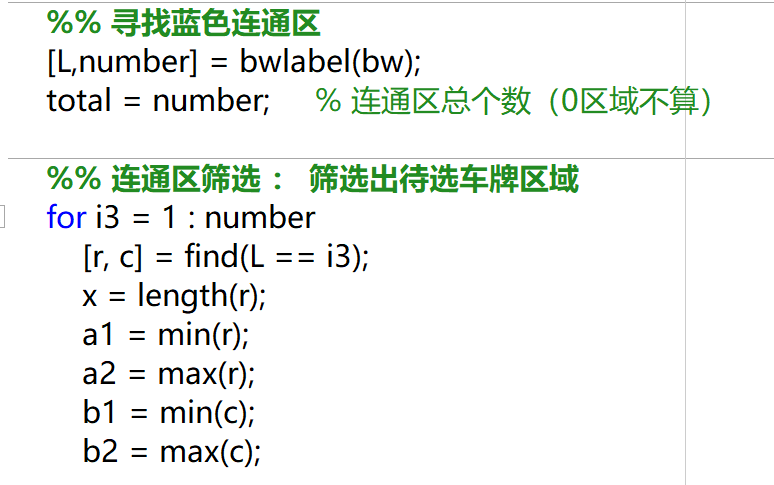 %% 寻找蓝色连通区
[L,number] = bwlabel(bw);
total = number;     % 连通区总个数（0区域不算）
%% 连通区筛选： 筛选出待选车牌区域
for i3 = 1 : number
[r, c] = find(L == i3);
x = length(r);
a1 = min(r);
a2 = max(r);
b1 = min(c);
b2 = max(c);